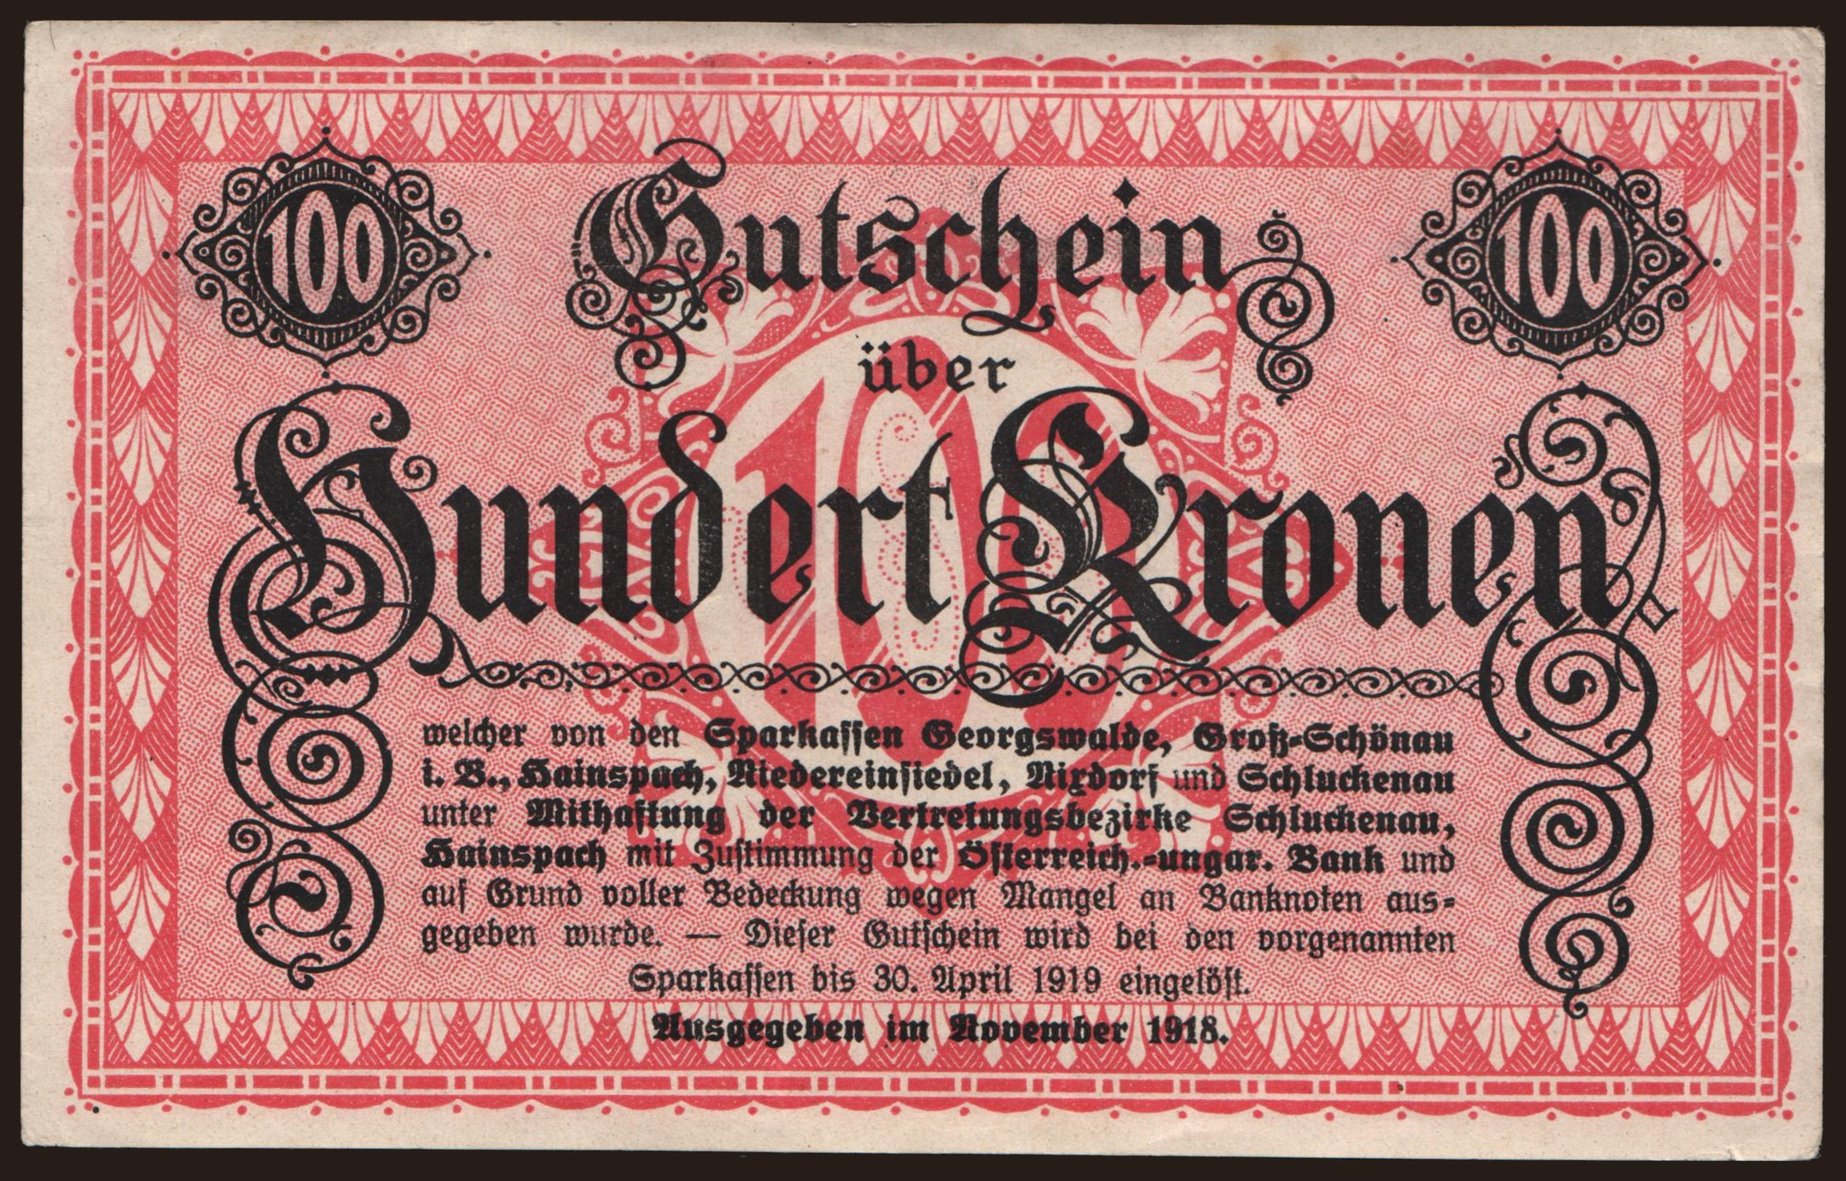 100
Gutschein
100
über
100
Hundert Kronen
welcher von den Sparkassen Georgswalde, Groß-Schönau
i. B., Hainspach, Niedereinsiedel, Nixdorf und Schluckenau
unter Mithaftung der Vertretungsbezirke Schluckenau,
Hainspach mit Zustimmung der Österreich.-ungar. Bank und
auf Grund voller Bedeckung wegen Mangel an Banknoten aus-
gegeben wurde. — Dieser Gutschein wird bei den vorgenannten
Sparkassen bis 30. April 1919 eingelöst.
Ausgegeben im November 1918.